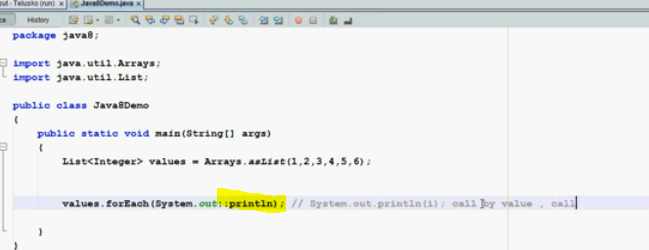 out - Telusko (run) x Java8Demo.java x
ce History
package java8;
import java.util.Arrays;
import java.util.List;
public class Java8Demo
{
public static void main(String[] args)
{
List<Integer> values = Arrays.asList(1,2,3,4,5,6);
values.forEach(System.out::println); // System.out.println(i); call by value , call
}
}